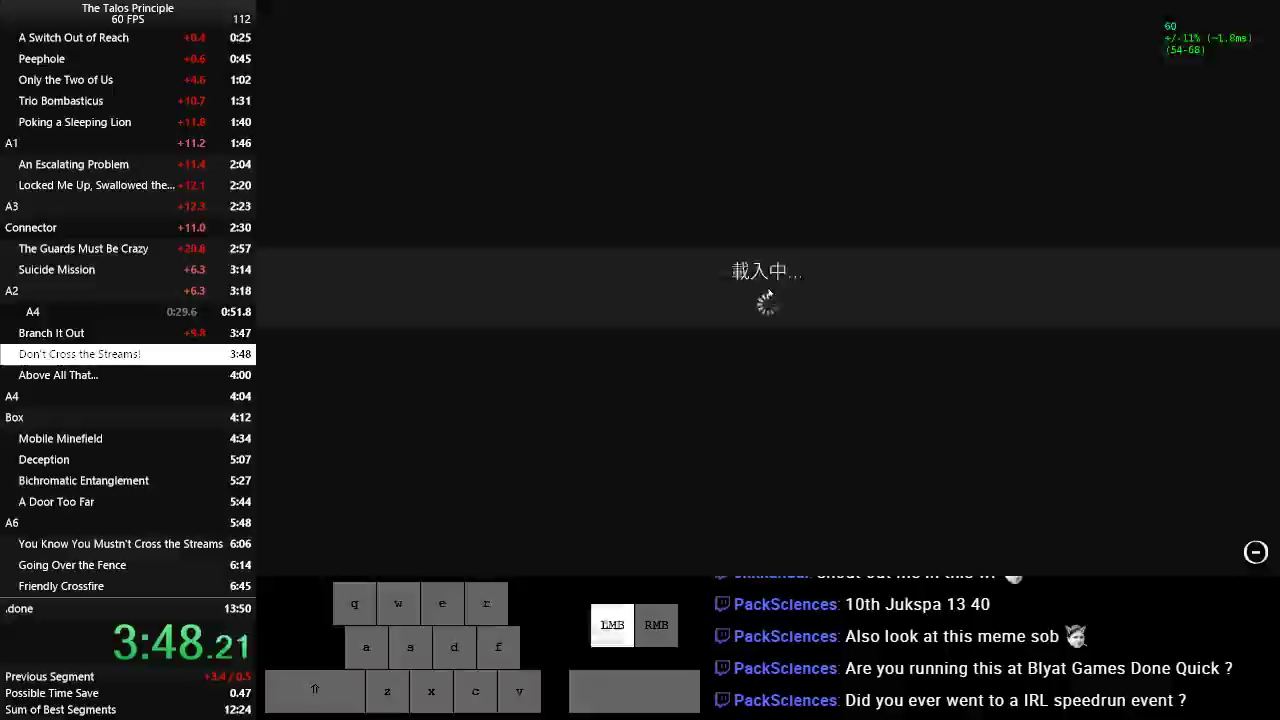 The Talos Principle
60 FPS 112
A Switch Out of Reach +0.4 0:25
Peephole +0.6 0:45
Only the Two of Us +4.6 1:02
Trio Bombasticus +10.7 1:31
Poking a Sleeping Lion +11.8 1:40
A1 +11.2 1:46
An Escalating Problem +11.4 2:04
Locked Me Up, Swallowed the... +12.1 2:20
A3 +12.3 2:23
Connector +11.0 2:30
The Guards Must Be Crazy +20.8 2:57
Suicide Mission +6.3 3:14
A2 +6.3 3:18
A4 0:29.6 0:51.8
Branch It Out +9.8 3:47
Don't Cross the Streams! 3:48
Above All That... 4:00
A4 4:04
Box 4:12
Mobile Minefield 4:34
Deception 5:07
Bichromatic Entanglement 5:27
A Door Too Far 5:44
A6 5:48
You Know You Mustn't Cross the Streams 6:06
Going Over the Fence 6:14
Friendly Crossfire 6:45
.done 13:50
3:48.21
Previous Segment +3.4 / 0.5
Possible Time Save 0.47
Sum of Best Segments 12:24
60
+/-11% (~1.8ms)
(54-68)
載入中...
q w e r
a s d f
⇧ z x c v
LMB RMB
PackSciences: 10th Jukspa 13 40
PackSciences: Also look at this meme sob
PackSciences: Are you running this at Blyat Games Done Quick ?
PackSciences: Did you ever went to a IRL speedrun event ?